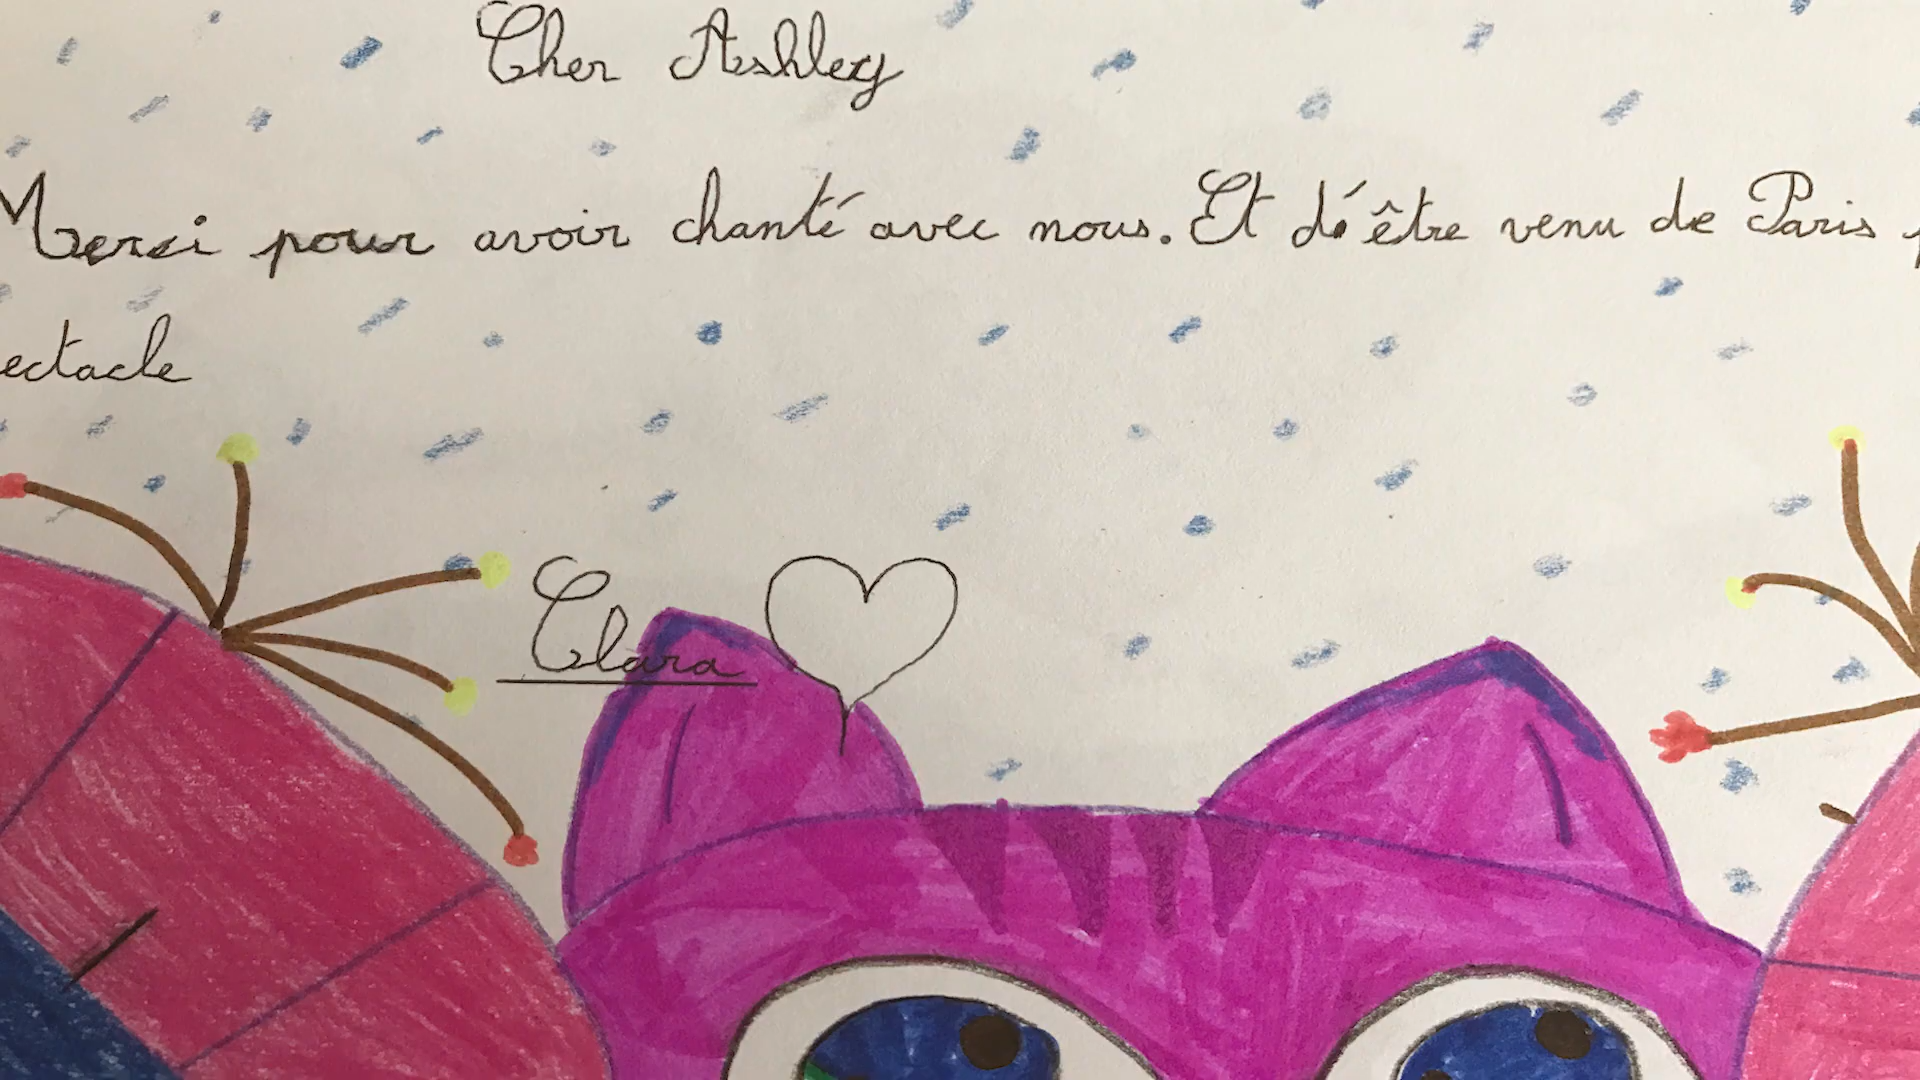 Cher Ashley
Merci pour avoir chanté avec nous. Et d'être venu de Paris
ectacle
Clara